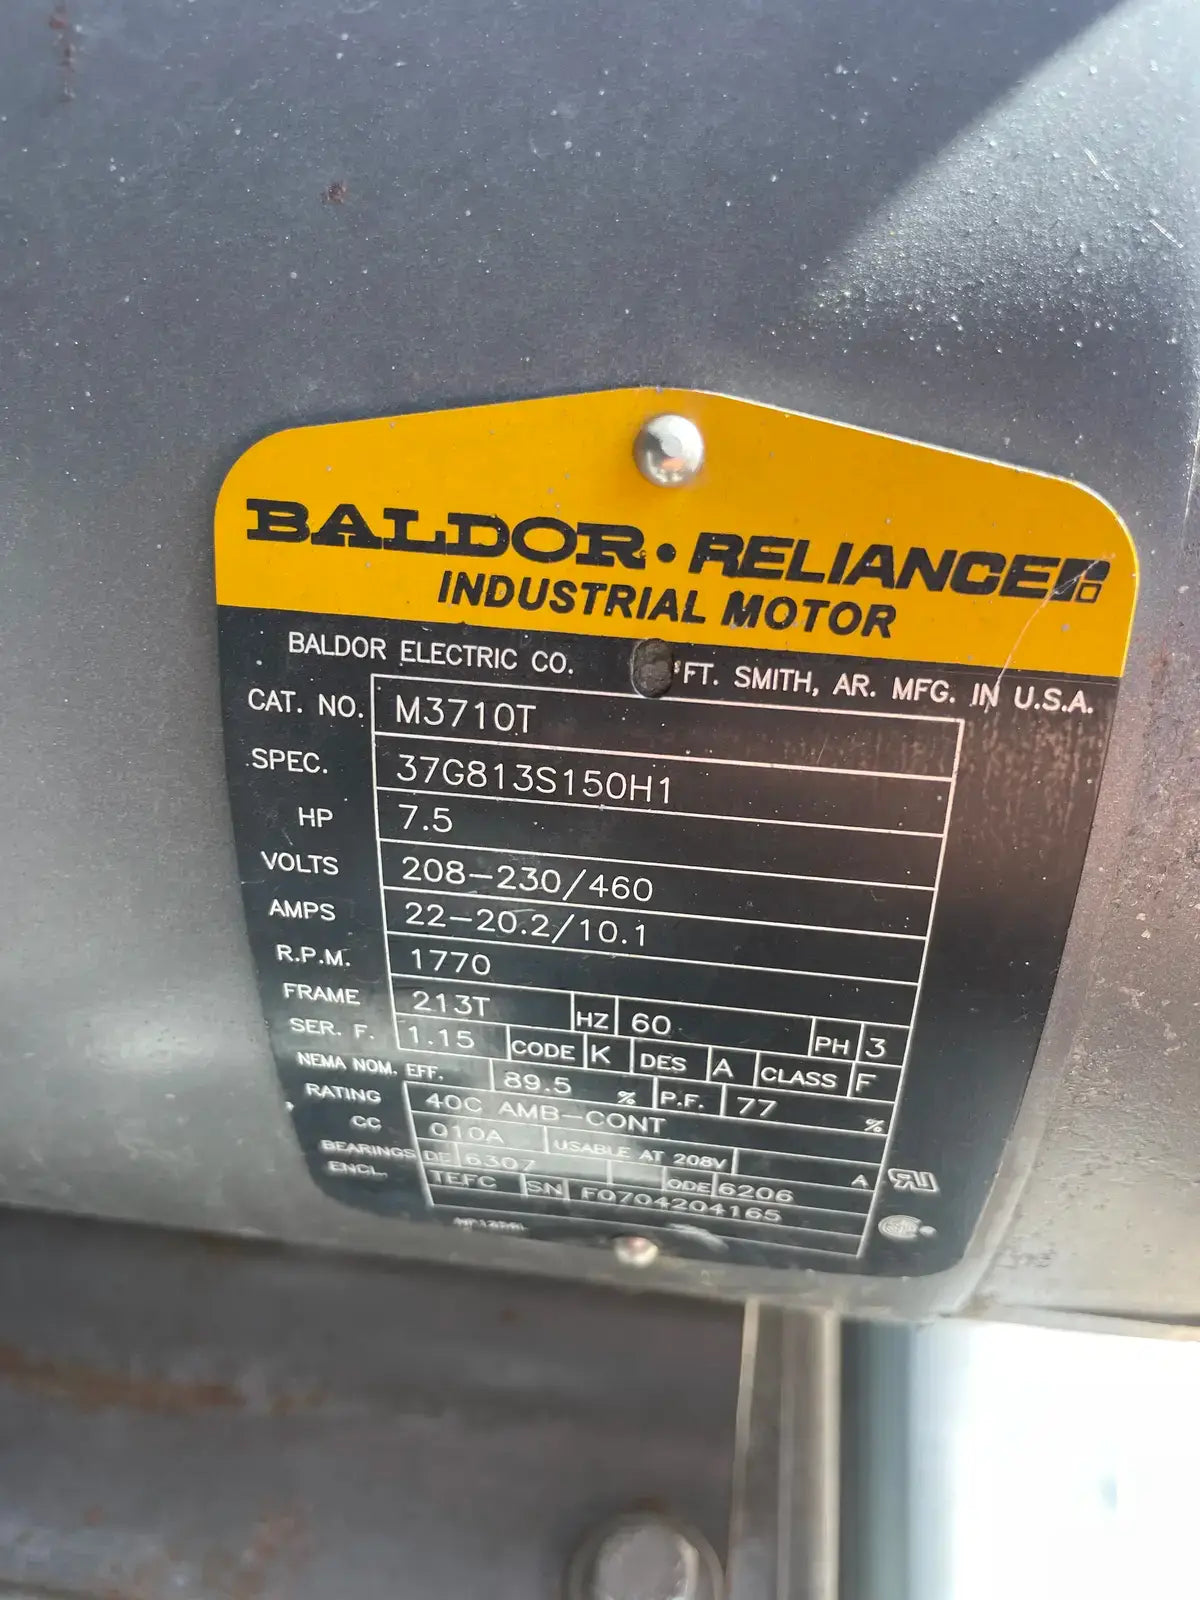 BALDOR • RELIANCE
INDUSTRIAL MOTOR
BALDOR ELECTRIC CO. FT. SMITH, AR. MFG. IN U.S.A.
CAT. NO. M3710T
SPEC. 37G813S150H1
HP 7.5
VOLTS 208-230/460
AMPS 22-20.2/10.1
R.P.M. 1770
FRAME 213T HZ 60 PH 3
SER. F. 1.15 CODE K DES A CLASS F
NEMA NOM. EFF. 89.5 % P.F. 77 %
RATING 40C AMB-CONT
CC 010A USABLE AT 208V A
BEARINGS DE 6307 ODE 6206
ENCL. TEFC SN F0704204165